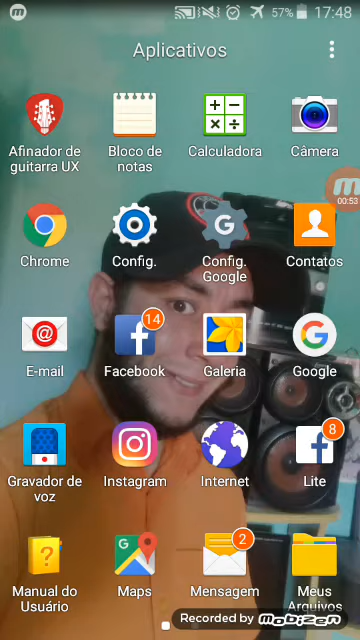 57% 17:48
Aplicativos
Afinador de
guitarra UX
Bloco de
notas
Calculadora
Câmera
00:53
Chrome
Config.
Config.
Google
Contatos
E-mail
14
Facebook
Galeria
Google
Gravador de
voz
Instagram
Internet
8
Lite
Manual do
Usuário
Maps
2
Mensagem
Meus
Arquivos
Recorded by mobizen